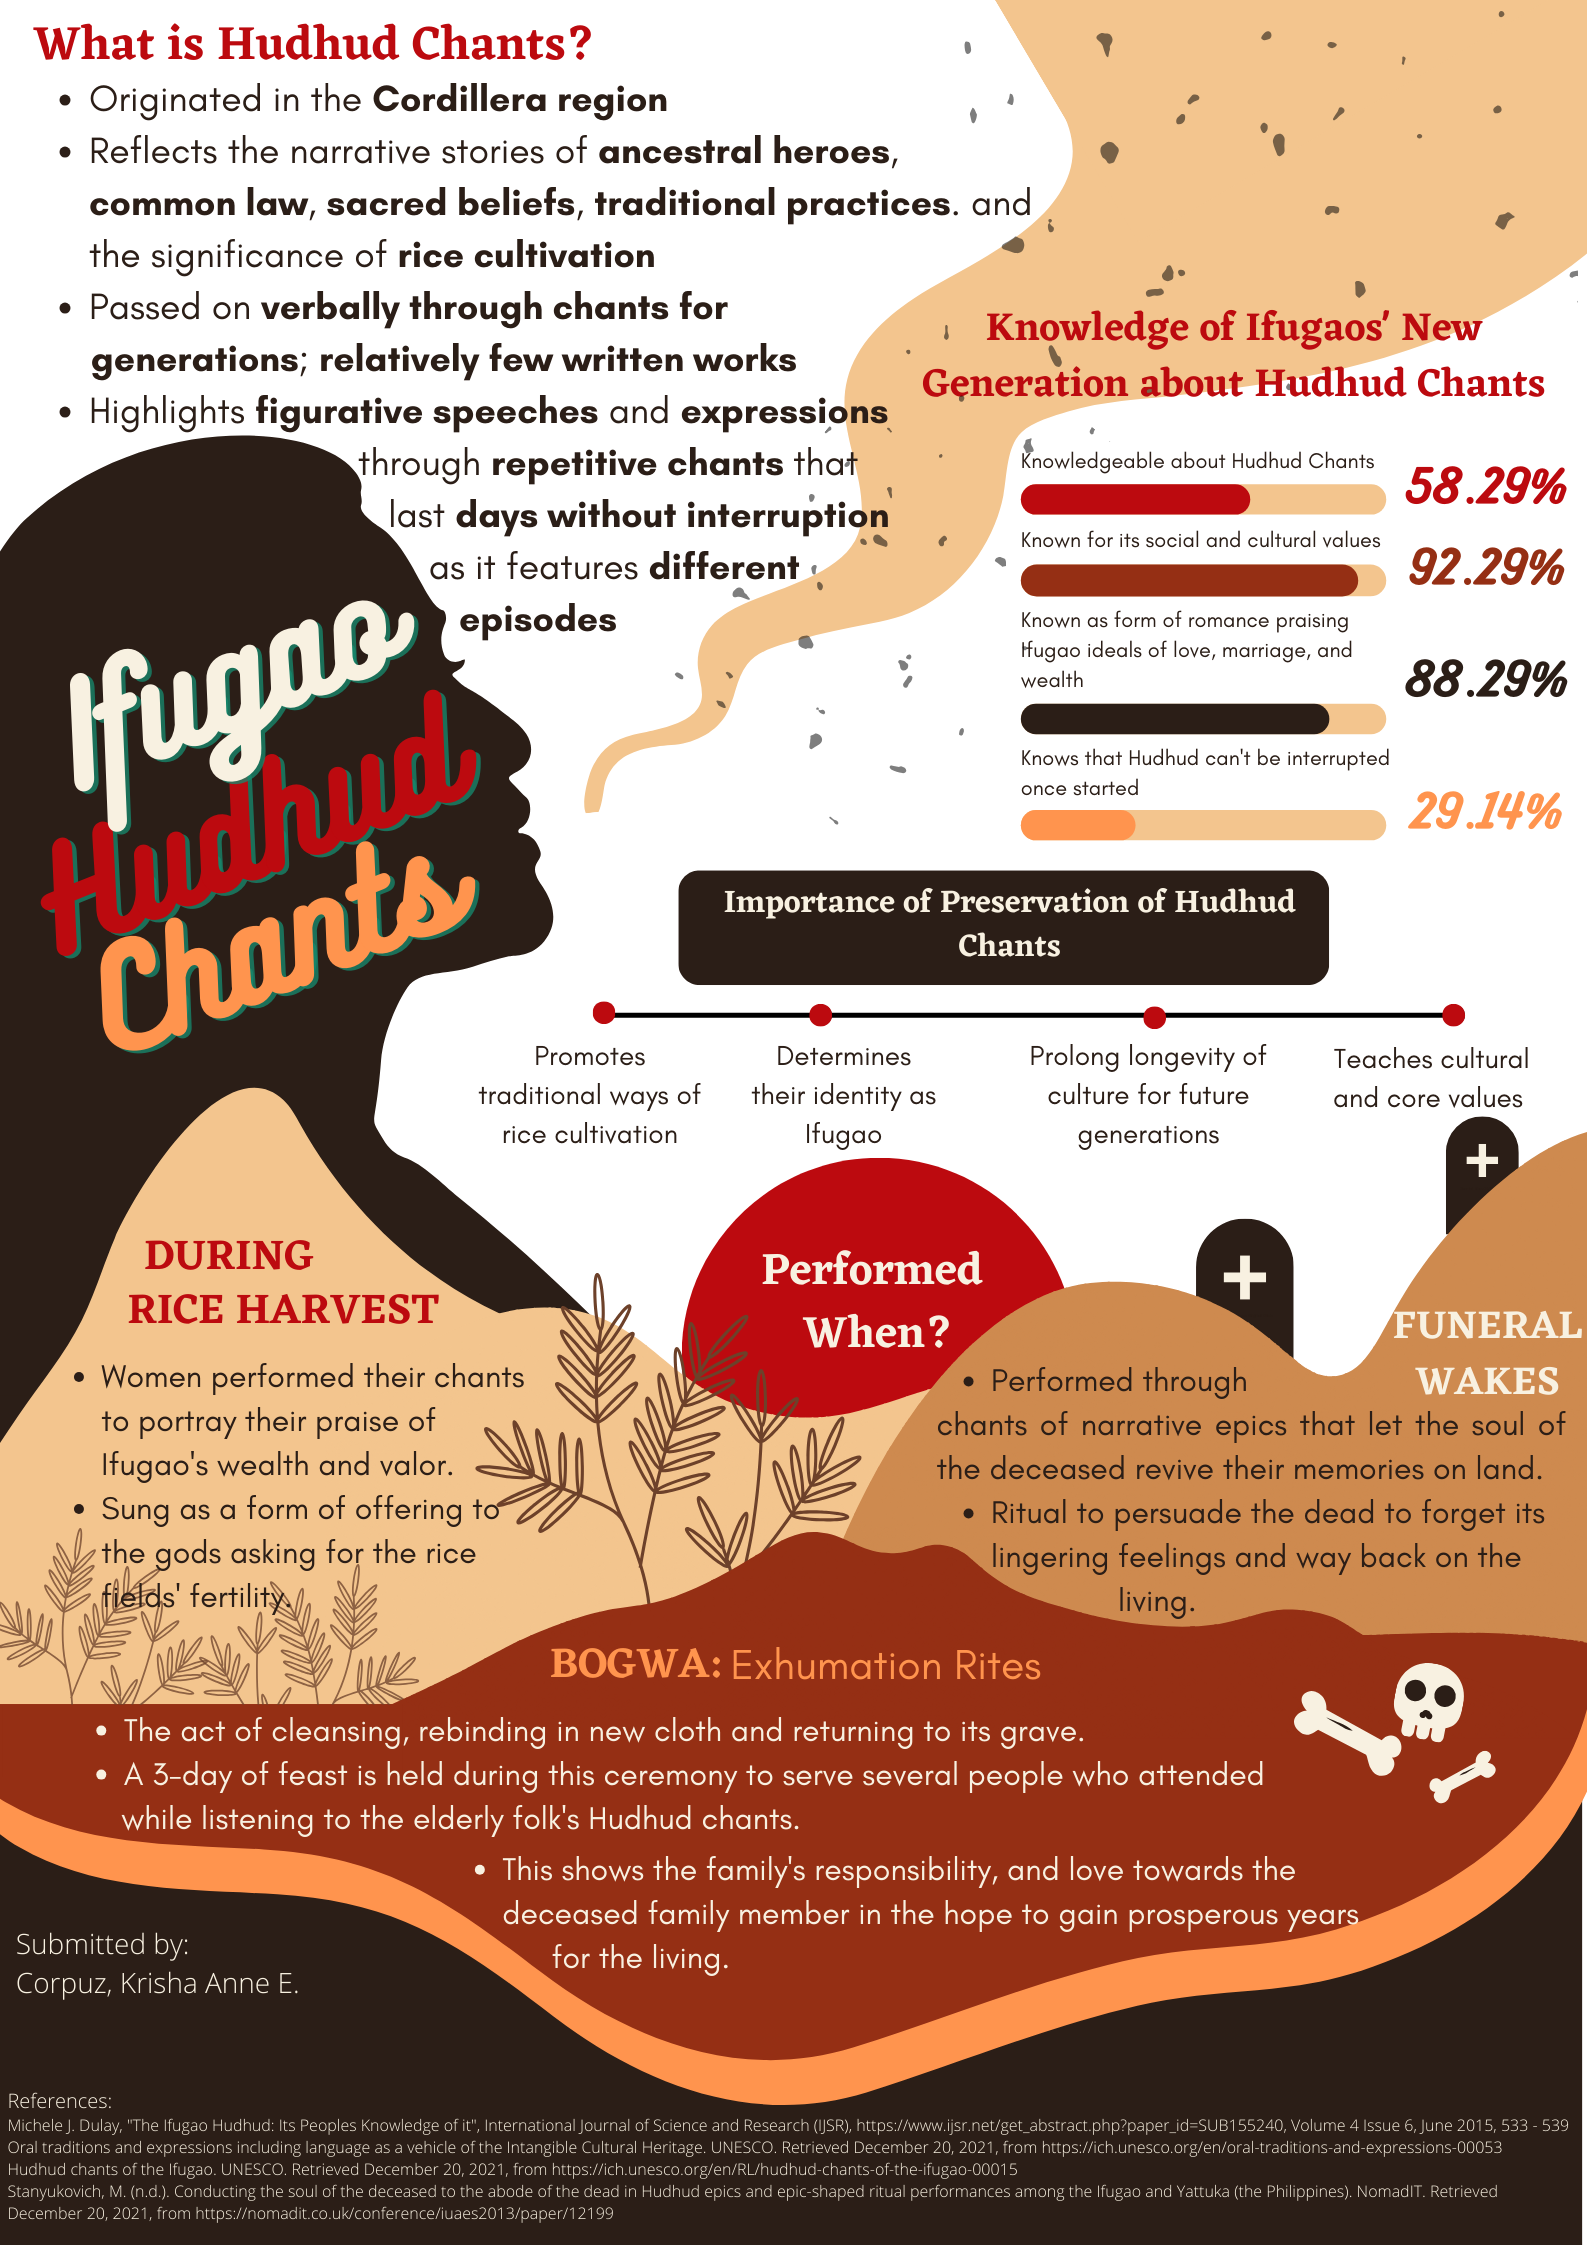 What is Hudhud Chants?
• Originated in the Cordillera region
• Reflects the narrative stories of ancestral heroes,
common law, sacred beliefs, traditional practices. and
the significance of rice cultivation
• Passed on verbally through chants for
generations; relatively few written works
• Highlights figurative speeches and expressions
through repetitive chants that
last days without interruption
as it features different
episodes
Ifugao
Hudhud
Chants
Knowledge of Ifugaos' New
Generation about Hudhud Chants
Knowledgeable about Hudhud Chants
58.29%
Known for its social and cultural values
92.29%
Known as form of romance praising
Ifugao ideals of love, marriage, and
wealth
88.29%
Knows that Hudhud can't be interrupted
once started
29.14%
Importance of Preservation of Hudhud
Chants
Promotes
traditional ways of
rice cultivation
Determines
their identity as
Ifugao
Prolong longevity of
culture for future
generations
Teaches cultural
and core values
Performed
When?
DURING
RICE HARVEST
• Women performed their chants
to portray their praise of
Ifugao's wealth and valor.
• Sung as a form of offering to
the gods asking for the rice
fields' fertility.
FUNERAL
WAKES
• Performed through
chants of narrative epics that let the soul of
the deceased revive their memories on land.
• Ritual to persuade the dead to forget its
lingering feelings and way back on the
living.
BOGWA: Exhumation Rites
• The act of cleansing, rebinding in new cloth and returning to its grave.
• A 3-day of feast is held during this ceremony to serve several people who attended
while listening to the elderly folk's Hudhud chants.
• This shows the family's responsibility, and love towards the
deceased family member in the hope to gain prosperous years
for the living.
Submitted by:
Corpuz, Krisha Anne E.
References:
Michele J. Dulay, "The Ifugao Hudhud: Its Peoples Knowledge of it", International Journal of Science and Research (IJSR), https://www.ijsr.net/get_abstract.php?paper_id=SUB155240, Volume 4 Issue 6, June 2015, 533 - 539
Oral traditions and expressions including language as a vehicle of the Intangible Cultural Heritage. UNESCO. Retrieved December 20, 2021, from https://ich.unesco.org/en/oral-traditions-and-expressions-00053
Hudhud chants of the Ifugao. UNESCO. Retrieved December 20, 2021, from https://ich.unesco.org/en/RL/hudhud-chants-of-the-ifugao-00015
Stanyukovich, M. (n.d.). Conducting the soul of the deceased to the abode of the dead in Hudhud epics and epic-shaped ritual performances among the Ifugao and Yattuka (the Philippines). NomadIT. Retrieved
December 20, 2021, from https://nomadit.co.uk/conference/iuaes2013/paper/12199